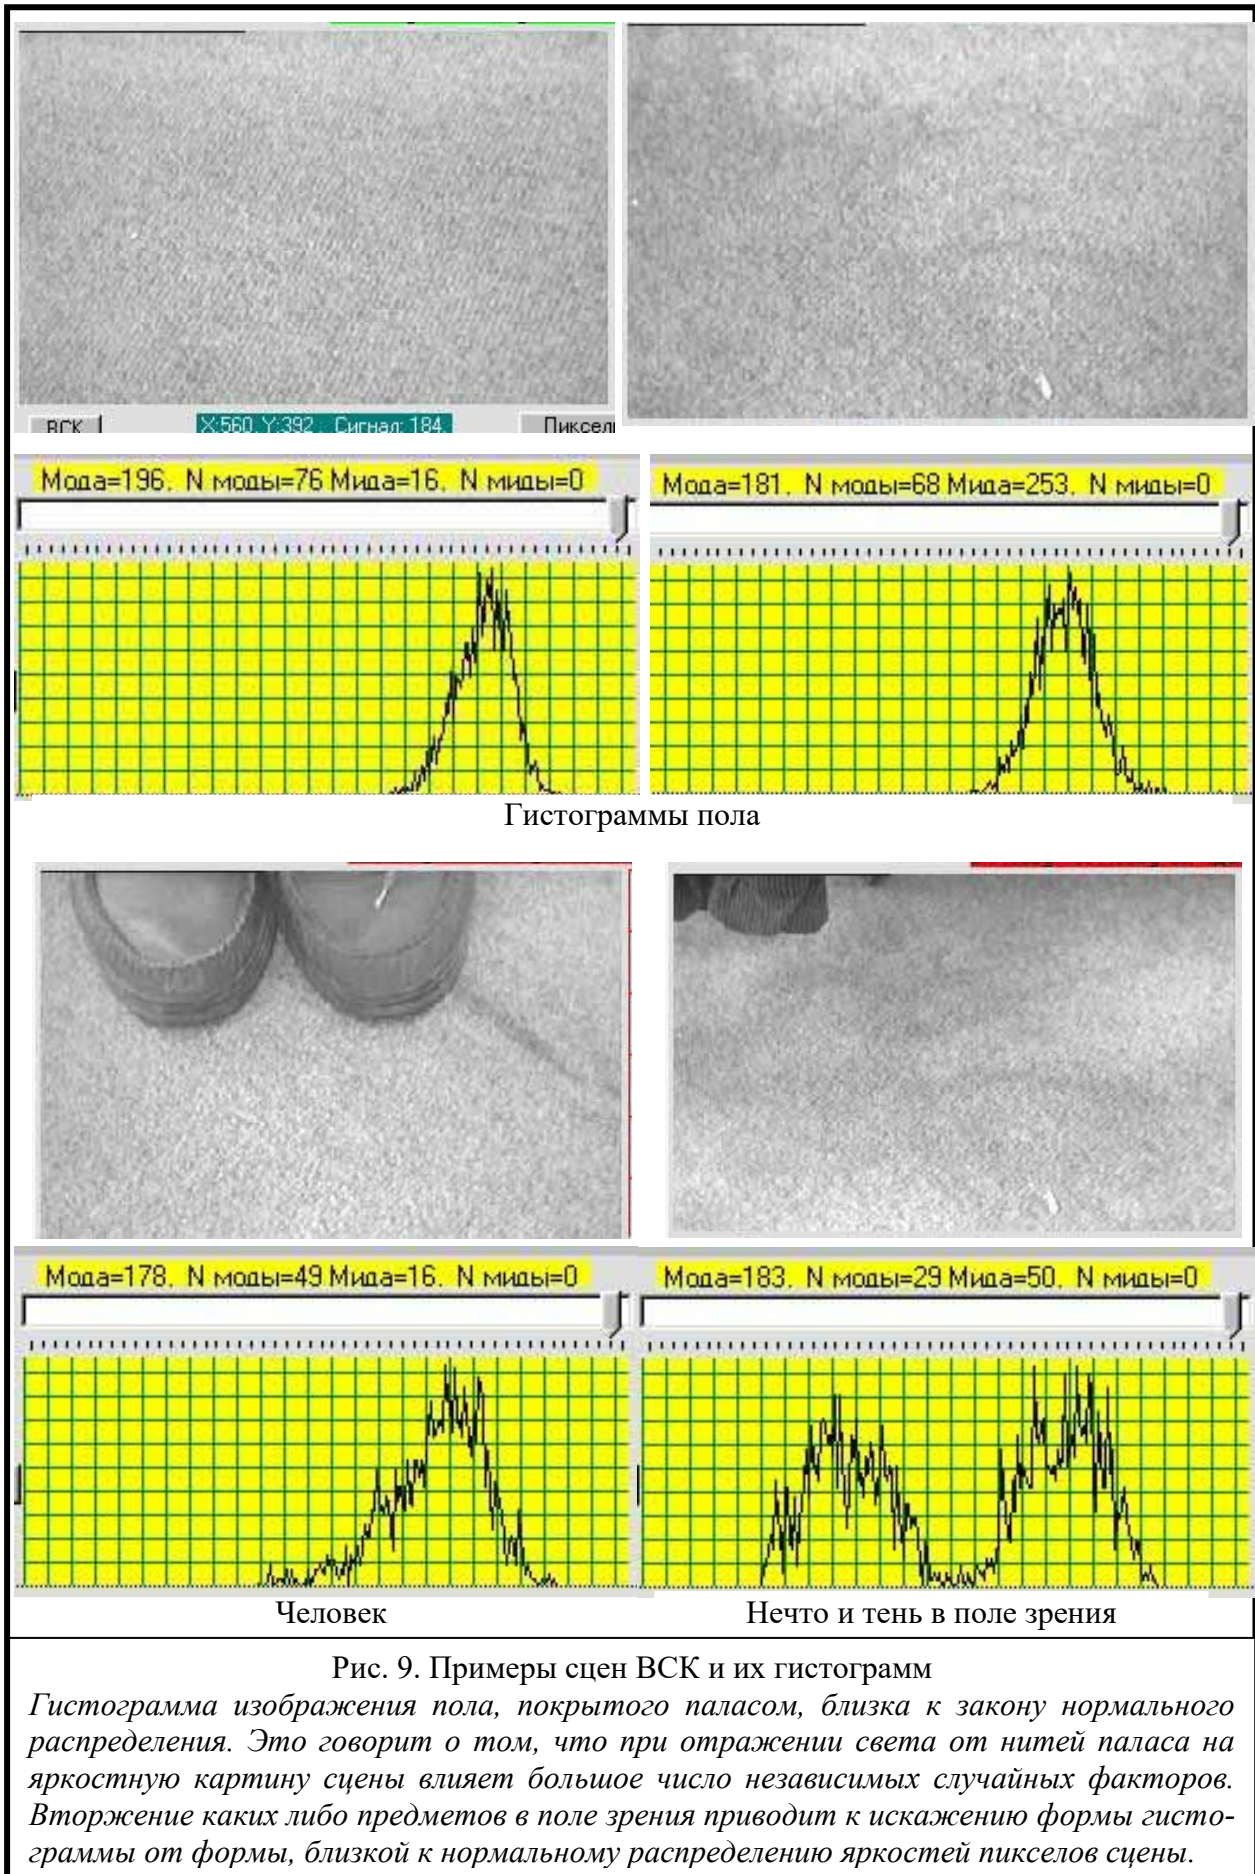 ВСК
X:560, Y:392 , Сигнал: 184,
Пиксел
Мода=196, N моды=76 Мида=16, N миды=0
Мода=181, N моды=68 Мида=253, N миды=0
Гистограммы пола
Мода=178, N моды=49 Мида=16, N миды=0
Мода=183, N моды=29 Мида=50, N миды=0
Человек
Нечто и тень в поле зрения
Рис. 9. Примеры сцен ВСК и их гистограмм
Гистограмма изображения пола, покрытого паласом, близка к закону нормального
распределения. Это говорит о том, что при отражении света от нитей паласа на
яркостную картину сцены влияет большое число независимых случайных факторов.
Вторжение каких либо предметов в поле зрения приводит к искажению формы гисто-
граммы от формы, близкой к нормальному распределению яркостей пикселов сцены.